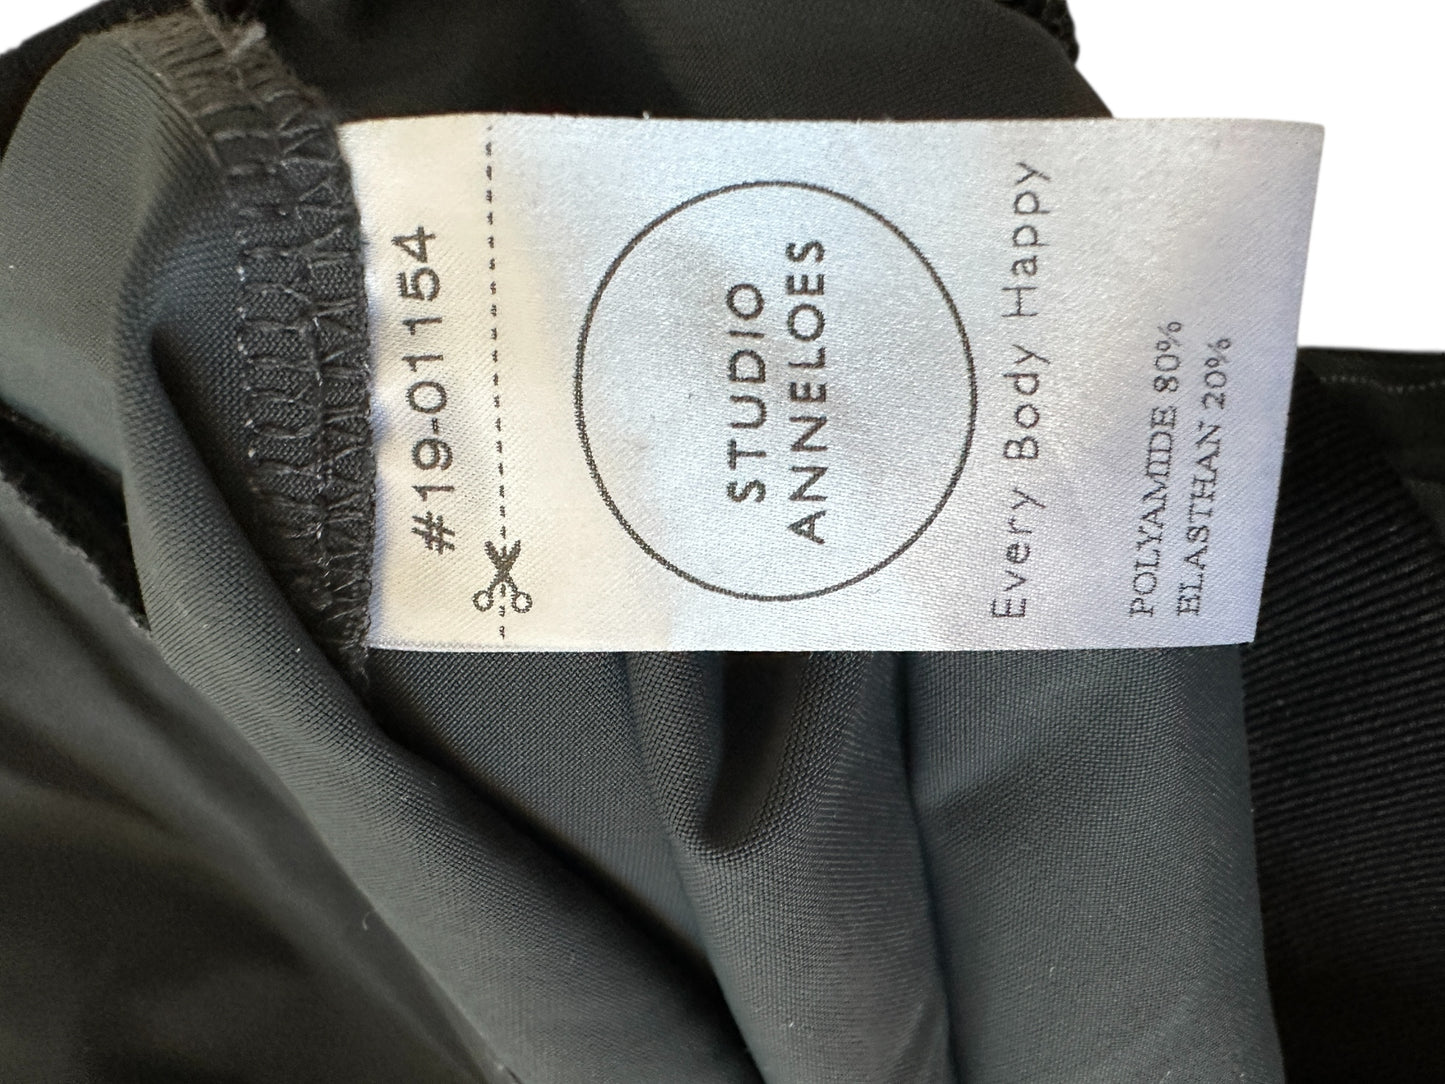 #19-01154
STUDIO
ANNELOES
Every Body Happy
POLYAMIDE 80%
ELASTHAN 20%